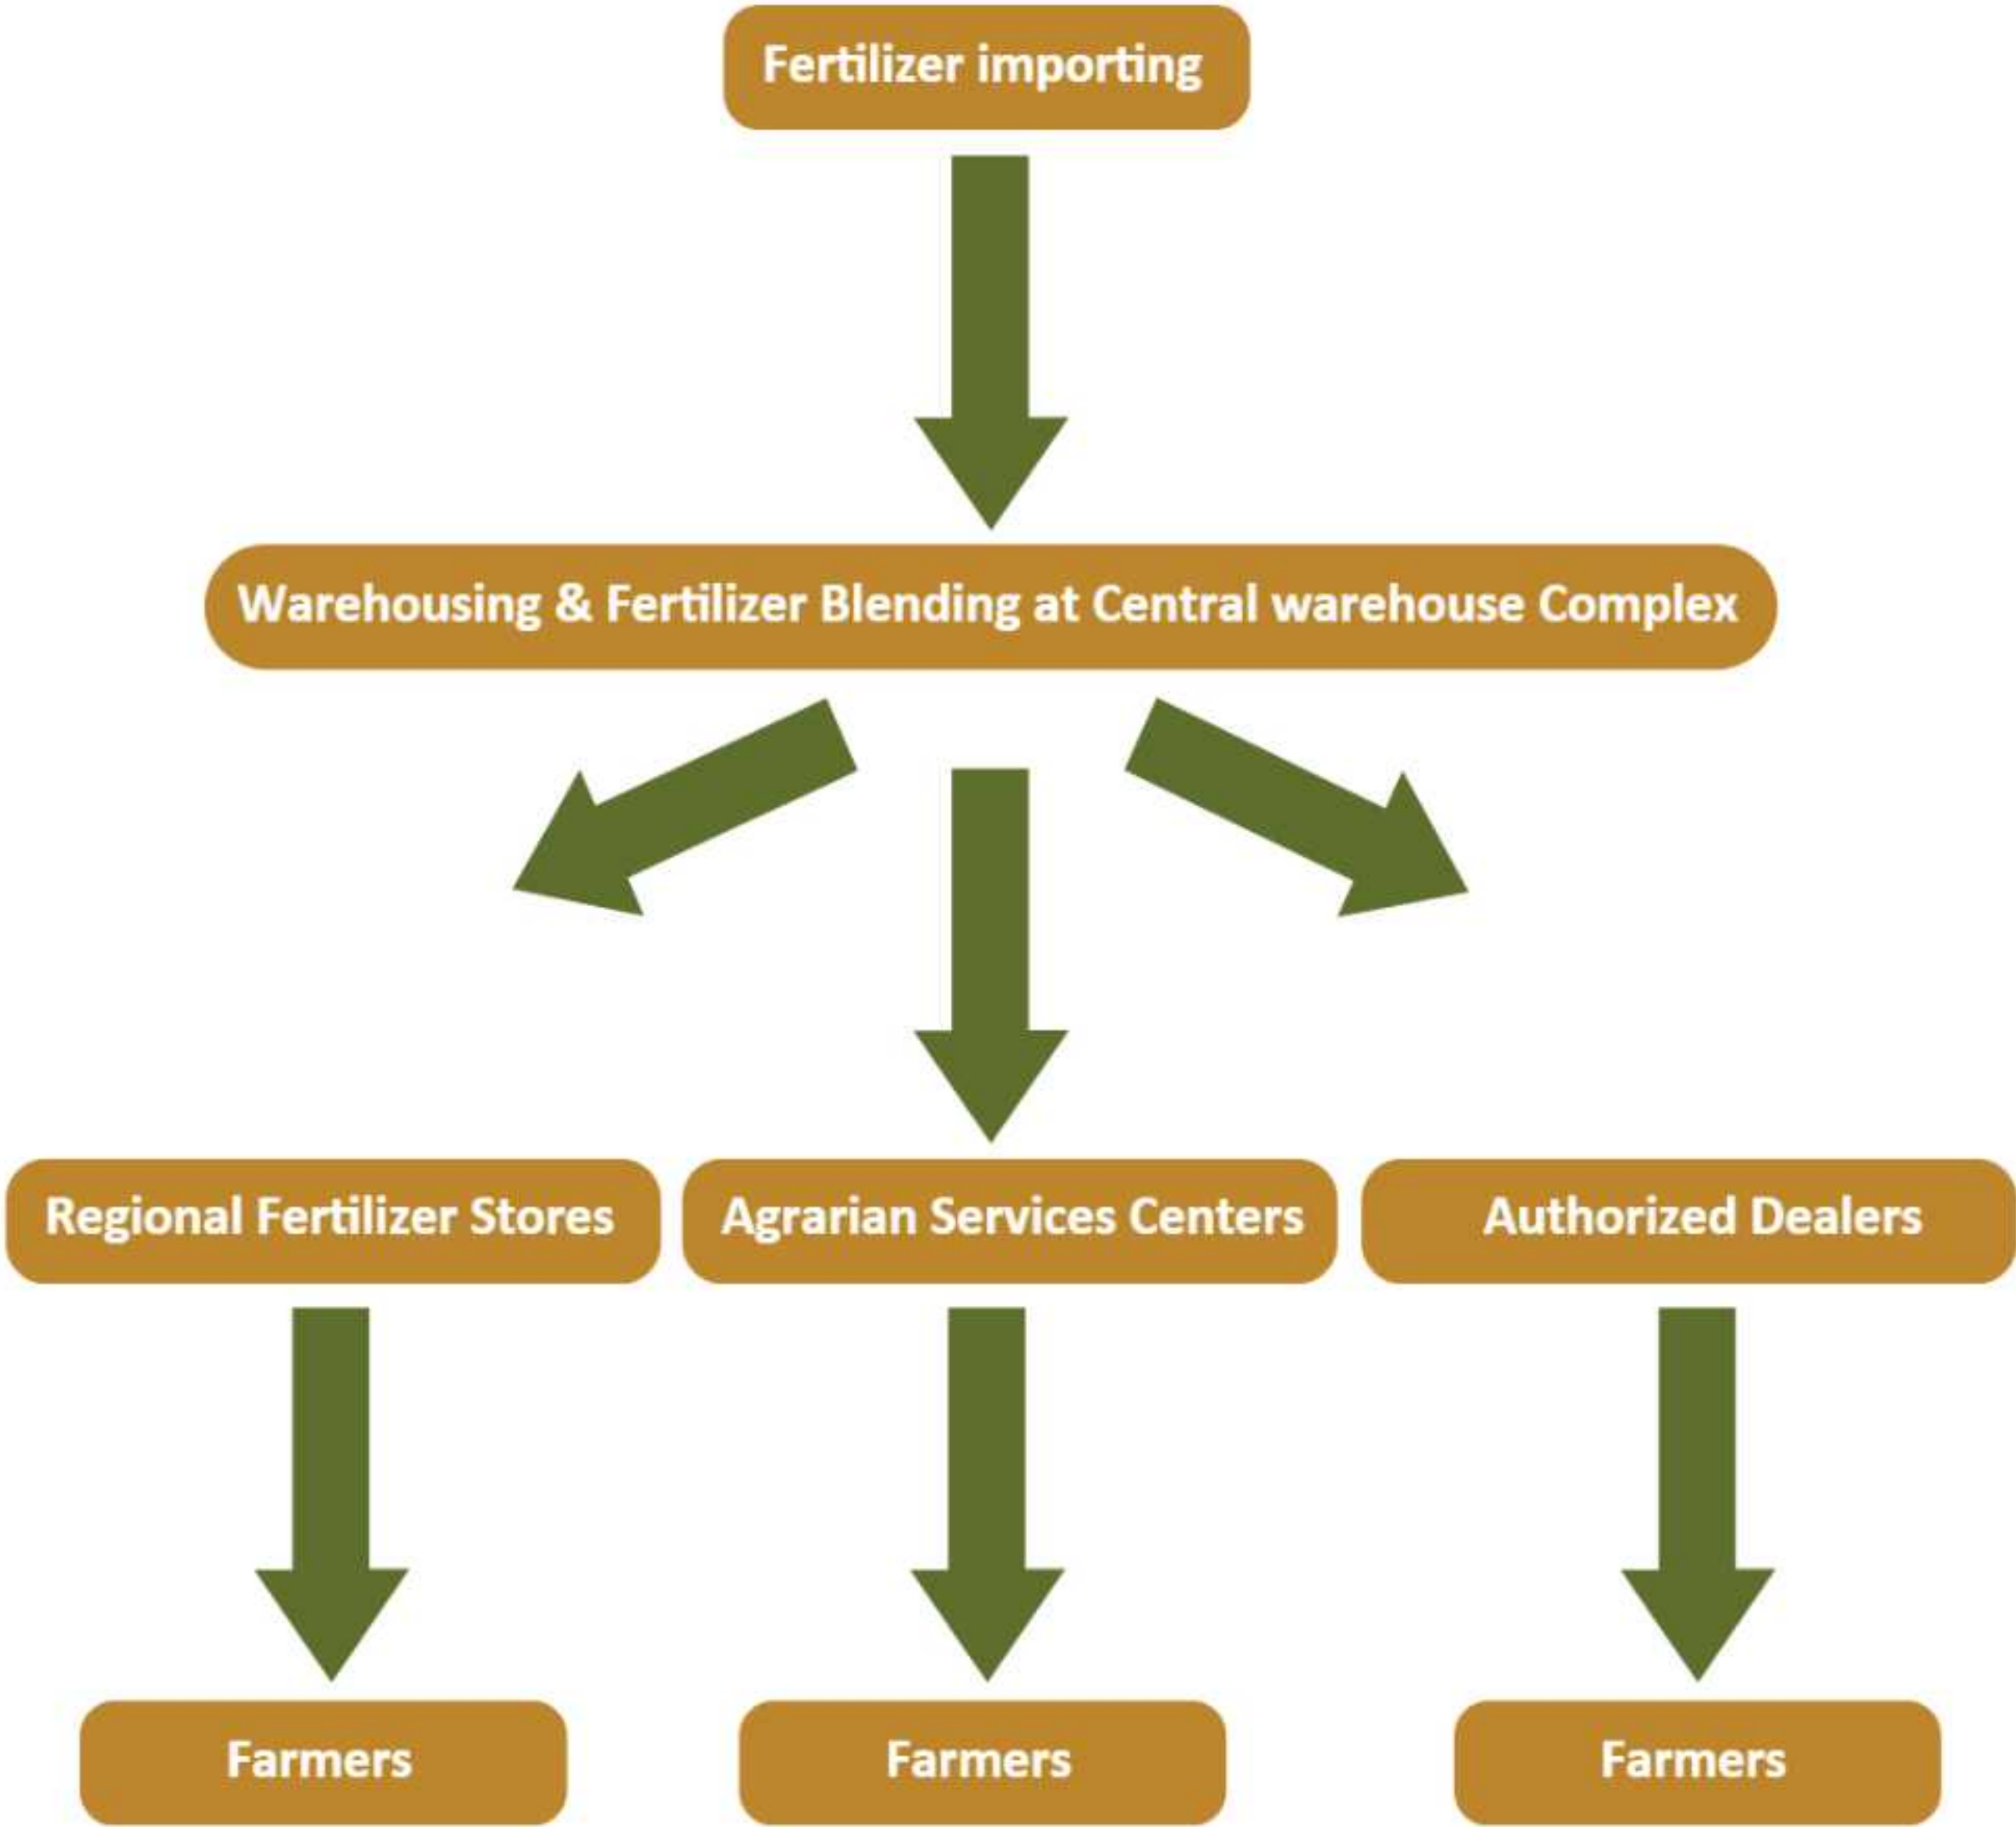 Fertilizer importing
Warehousing & Fertilizer Blending at Central warehouse Complex
Regional Fertilizer Stores
Agrarian Services Centers
Authorized Dealers
Farmers
Farmers
Farmers